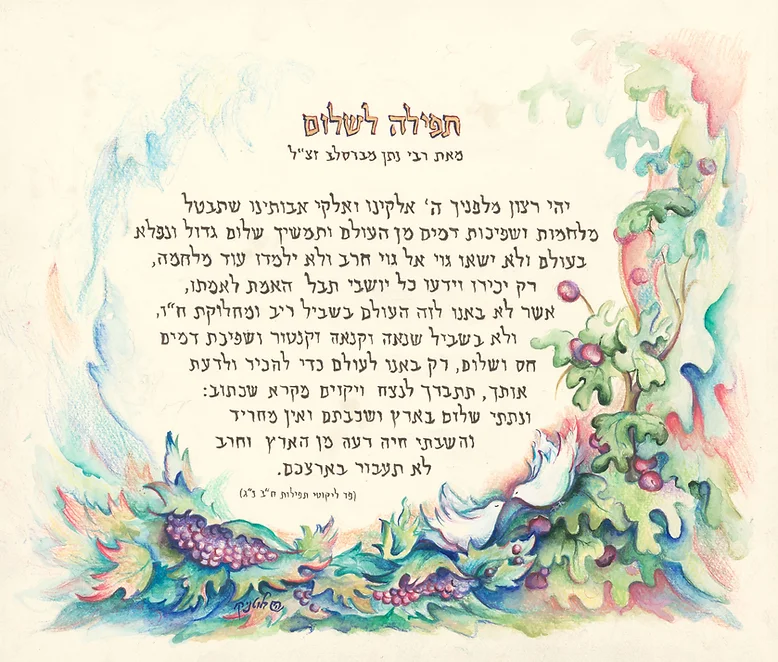 תפילה לשלום
מאת רבי נתן מברסלב זצ"ל
יהי רצון מלפניך ה' אלקינו ואלקי אבותינו שתבטל
מלחמות ושפיכות דמים מן העולם ותמשיך שלום גדול ונפלא
בעולם ולא ישאו גוי אל גוי חרב ולא ילמדו עוד מלחמה,
רק יכירו וידעו כל יושבי תבל האמת לאמתו,
אשר לא באנו לזה העולם בשביל ריב ומחלוקת ח"ו,
ולא בשביל שנאה וקנאה וקנטור ושפיכת דמים
חס ושלום, רק באנו לעולם כדי להכיר ולדעת
אותך, תתברך לנצח ויקוים מקרא שכתוב:
ונתתי שלום בארץ ושכבתם ואין מחריד
והשבתי חיה רעה מן הארץ וחרב
לא תעבור בארצכם.
ליקוטי תפילות ח"ב נ"ג)